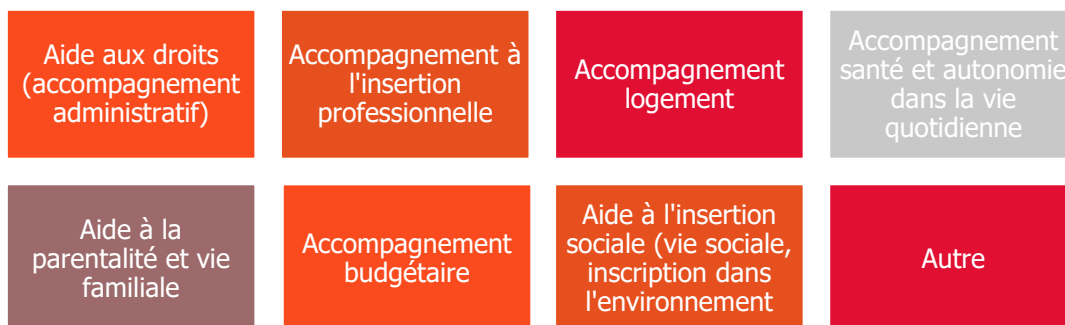 Aide aux droits
(accompagnement
administratif)
Accompagnement à
l'insertion
professionnelle
Accompagnement
logement
Accompagnement
santé et autonomie
dans la vie
quotidienne
Aide à la
parentalité et vie
familiale
Accompagnement
budgétaire
Aide à l'insertion
sociale (vie sociale,
inscription dans
l'environnement
Autre